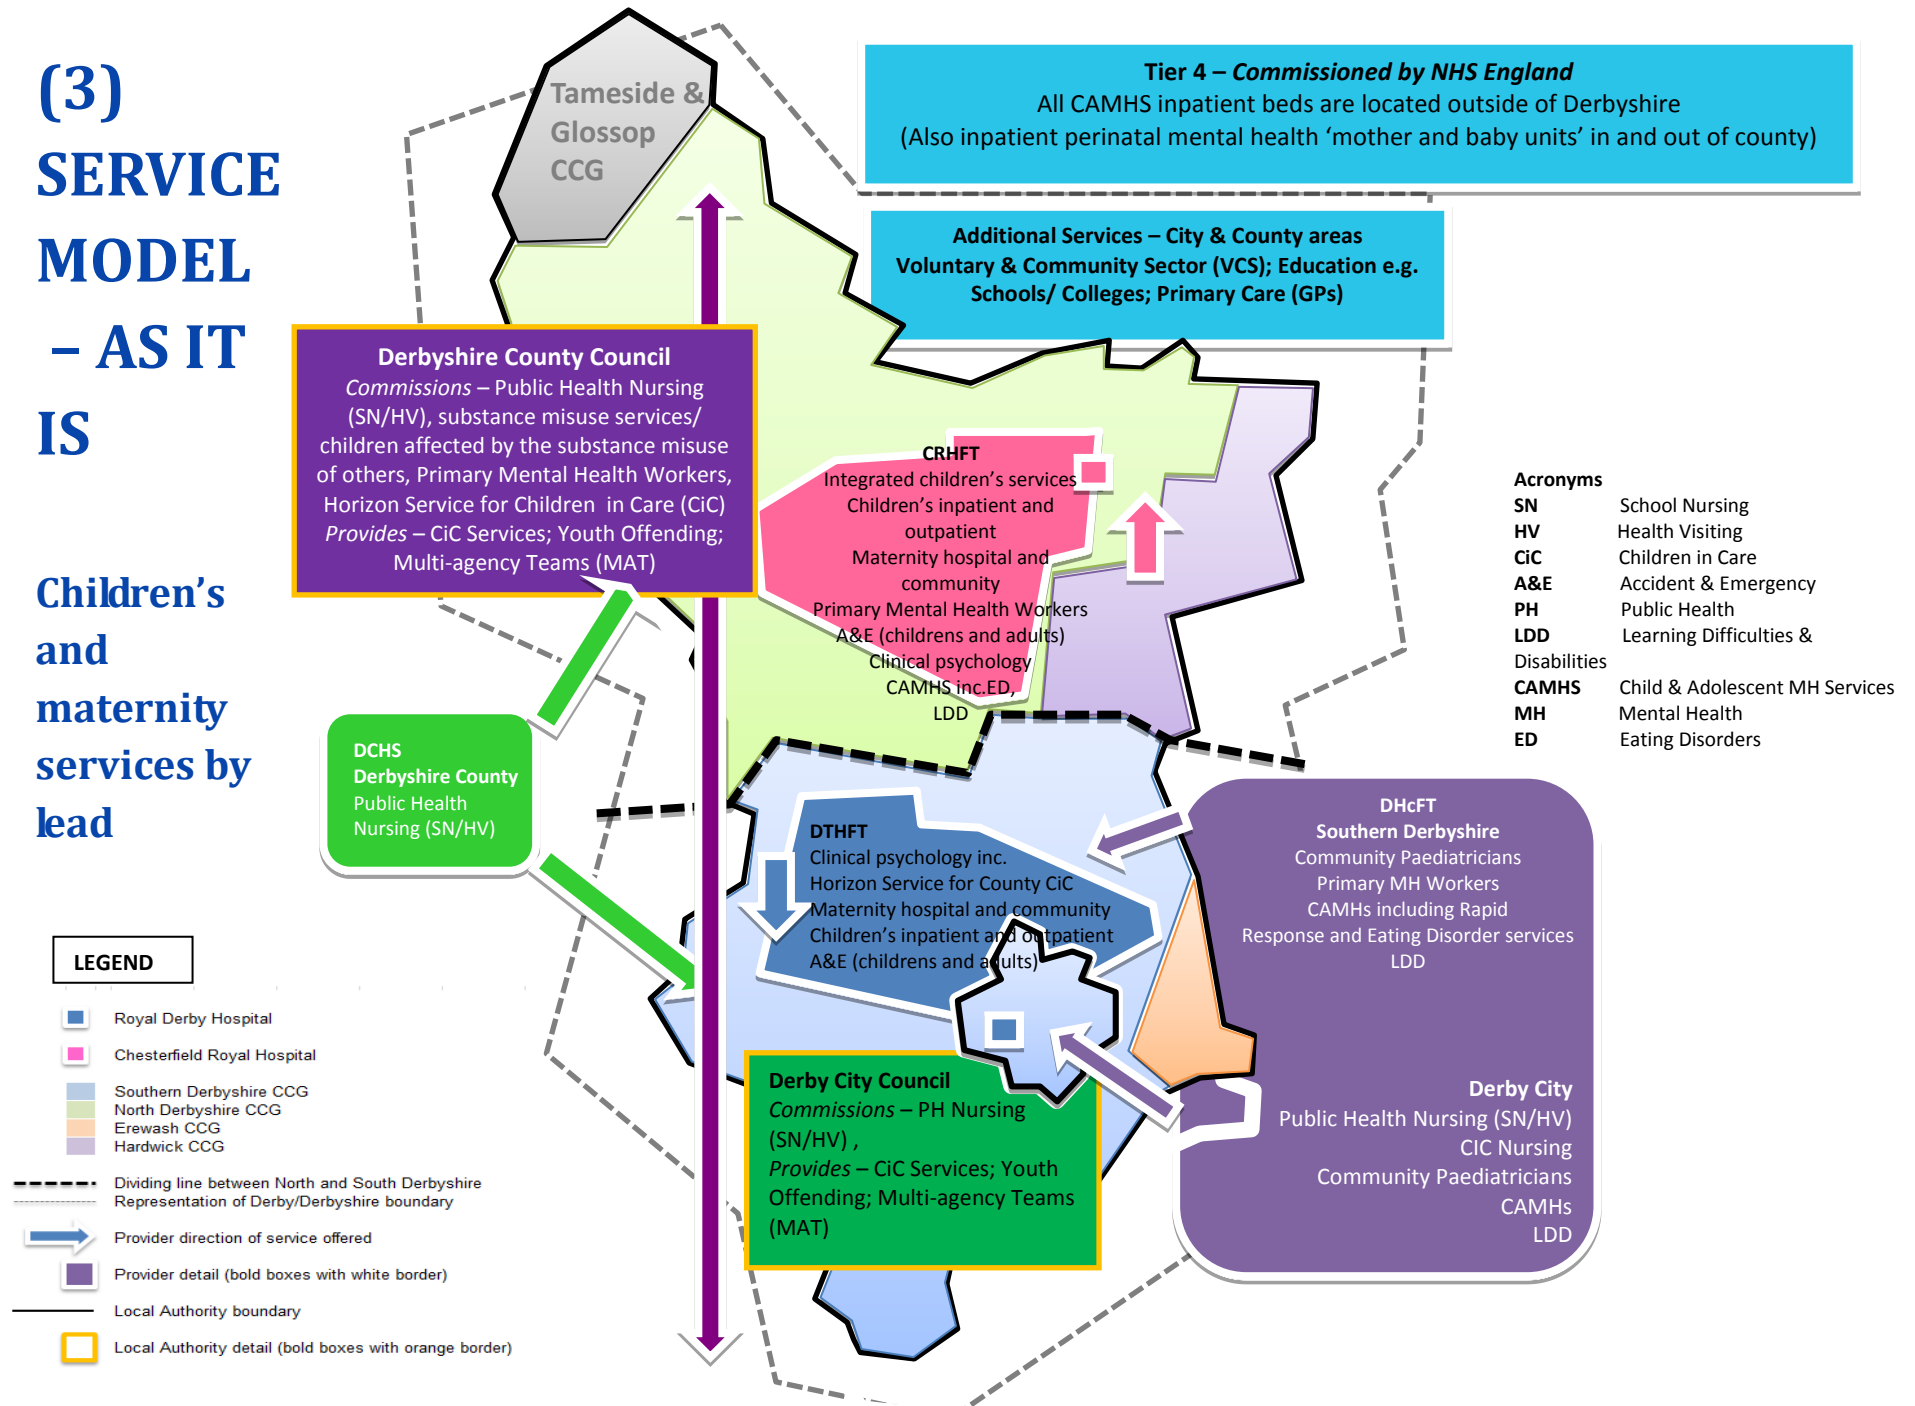 (3)
SERVICE
MODEL
– AS IT
IS
Children's
and
maternity
services by
lead
Tameside &
Glossop
CCG
Tier 4 – Commissioned by NHS England
All CAMHS inpatient beds are located outside of Derbyshire
(Also inpatient perinatal mental health 'mother and baby units' in and out of county)
Additional Services – City & County areas
Voluntary & Community Sector (VCS); Education e.g.
Schools/ Colleges; Primary Care (GPs)
Derbyshire County Council
Commissions – Public Health Nursing
(SN/HV), substance misuse services/
children affected by the substance misuse
of others, Primary Mental Health Workers,
Horizon Service for Children in Care (CiC)
Provides – CiC Services; Youth Offending;
Multi-agency Teams (MAT)
CRHFT
Integrated children's services
Children's inpatient and
outpatient
Maternity hospital and
community
Primary Mental Health Workers
A&E (childrens and adults)
Clinical psychology
CAMHS inc.ED,
LDD
Acronyms
SN School Nursing
HV Health Visiting
CiC Children in Care
A&E Accident & Emergency
PH Public Health
LDD Learning Difficulties &
Disabilities
CAMHS Child & Adolescent MH Services
MH Mental Health
ED Eating Disorders
DCHS
Derbyshire County
Public Health
Nursing (SN/HV)
DTHFT
Clinical psychology inc.
Horizon Service for County CiC
Maternity hospital and community
Children's inpatient and outpatient
A&E (childrens and adults)
DHcFT
Southern Derbyshire
Community Paediatricians
Primary MH Workers
CAMHs including Rapid
Response and Eating Disorder services
LDD
Derby City
Public Health Nursing (SN/HV)
CIC Nursing
Community Paediatricians
CAMHs
LDD
Derby City Council
Commissions – PH Nursing
(SN/HV) ,
Provides – CiC Services; Youth
Offending; Multi-agency Teams
(MAT)
LEGEND
Royal Derby Hospital
Chesterfield Royal Hospital
Southern Derbyshire CCG
North Derbyshire CCG
Erewash CCG
Hardwick CCG
Dividing line between North and South Derbyshire
Representation of Derby/Derbyshire boundary
Provider direction of service offered
Provider detail (bold boxes with white border)
Local Authority boundary
Local Authority detail (bold boxes with orange border)